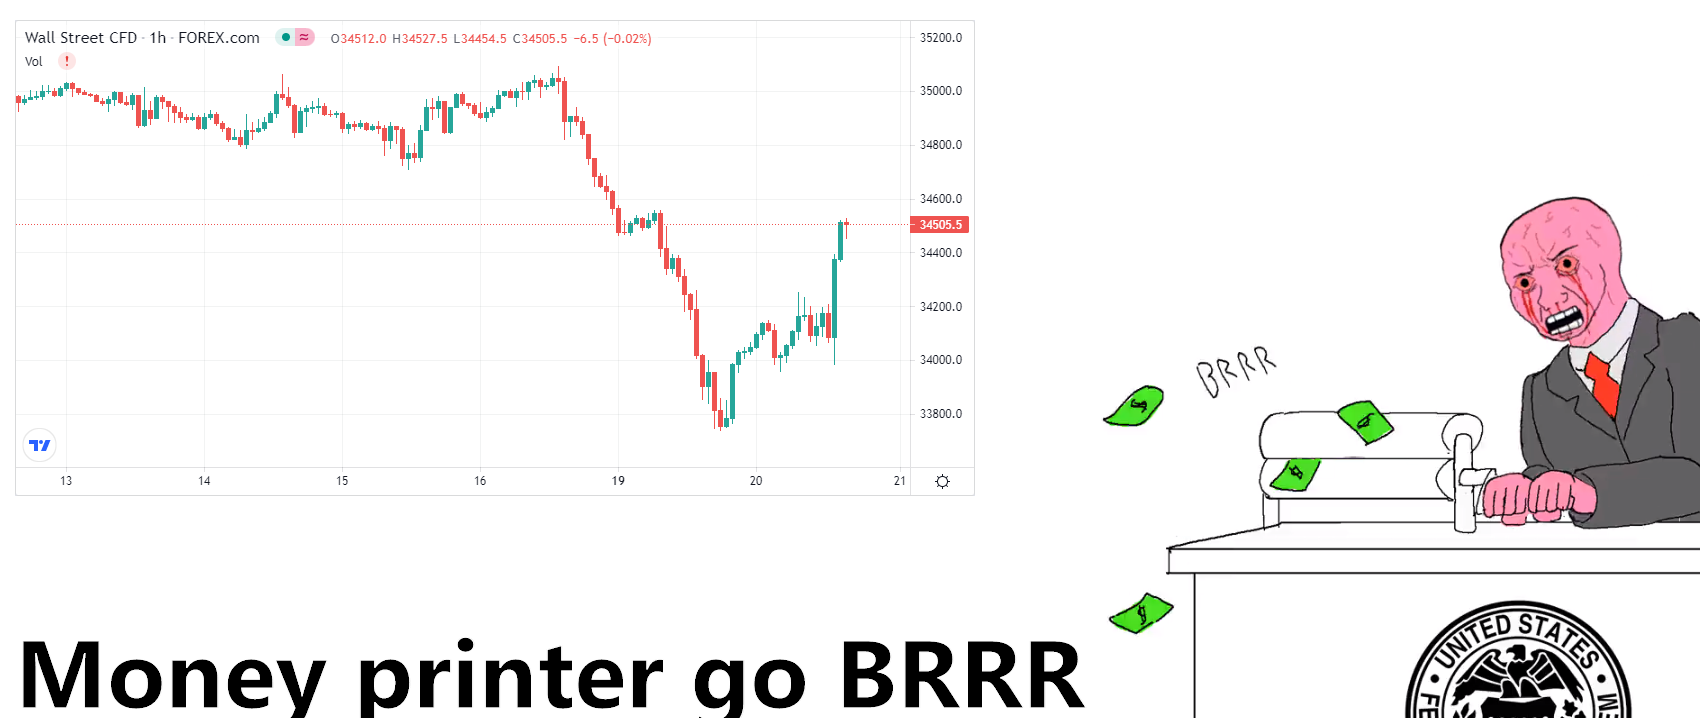 Wall Street CFD · 1h · FOREX.com
O34512.0 H34527.5 L34454.5 C34505.5 −6.5 (−0.02%)
Vol
!
35200.0
35000.0
34800.0
34600.0
34505.5
34400.0
34200.0
34000.0
33800.0
13 14 15 16 19 20 21
BRRR
$
$
Money printer go BRRR
UNITED STATES